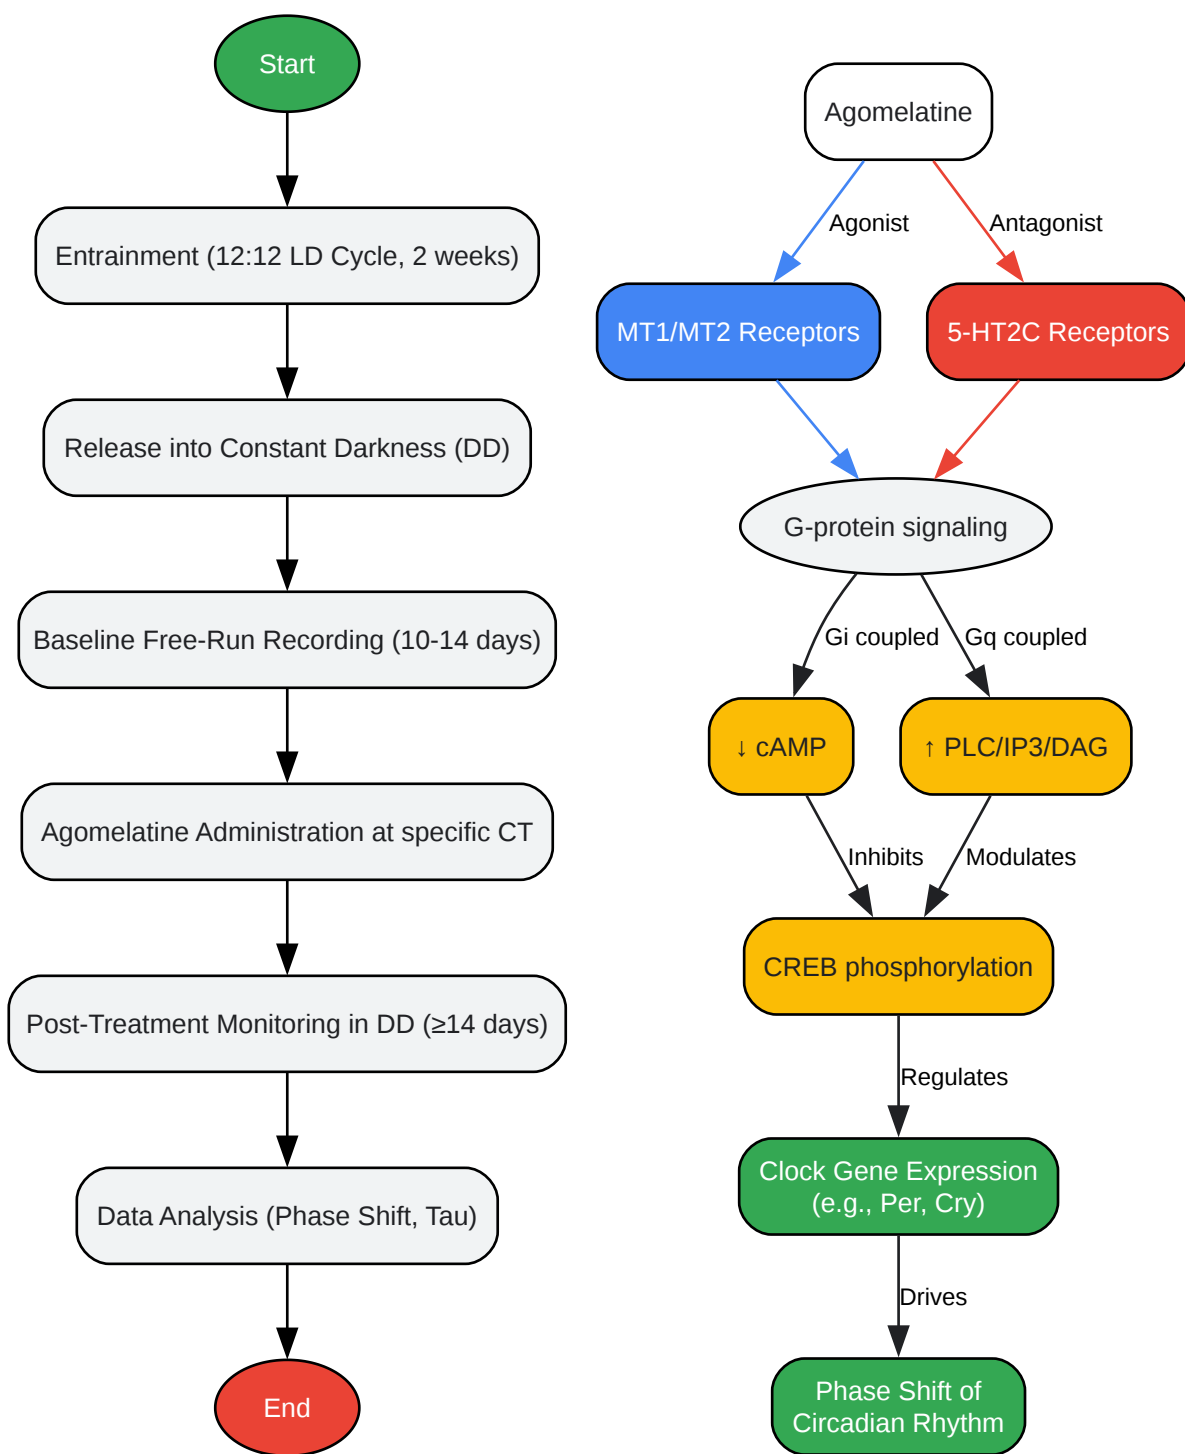 Start
Entrainment (12:12 LD Cycle, 2 weeks)
Release into Constant Darkness (DD)
Baseline Free-Run Recording (10-14 days)
Agomelatine Administration at specific CT
Post-Treatment Monitoring in DD (≥14 days)
Data Analysis (Phase Shift, Tau)
End
Agomelatine
Agonist
Antagonist
MT1/MT2 Receptors
5-HT2C Receptors
G-protein signaling
Gi coupled
Gq coupled
↓ cAMP
↑ PLC/IP3/DAG
Inhibits
Modulates
CREB phosphorylation
Regulates
Clock Gene Expression
(e.g., Per, Cry)
Drives
Phase Shift of
Circadian Rhythm